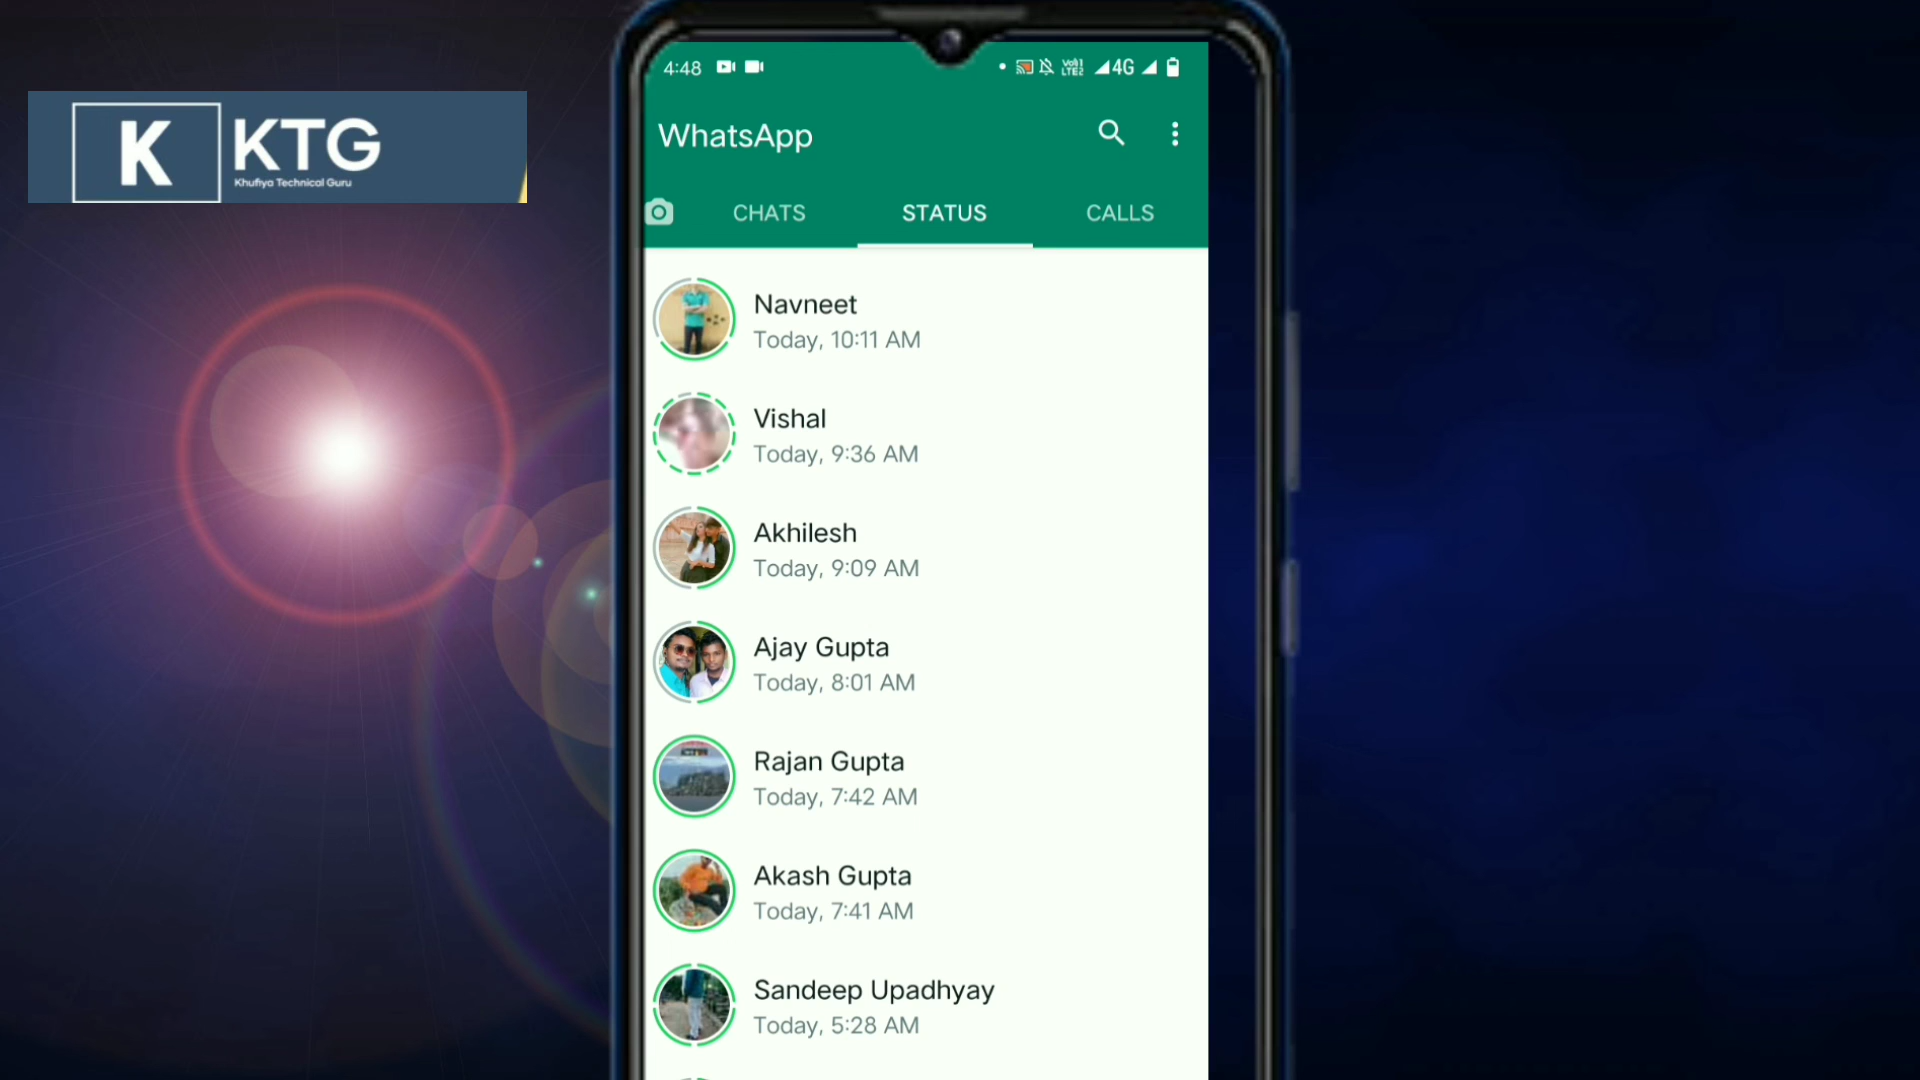 K
KTG
Khufiya Technical Guru
4:48
VoLTE2
4G
WhatsApp
CHATS
STATUS
CALLS
Navneet
Today, 10:11 AM
Vishal
Today, 9:36 AM
Akhilesh
Today, 9:09 AM
Ajay Gupta
Today, 8:01 AM
Rajan Gupta
Today, 7:42 AM
Akash Gupta
Today, 7:41 AM
Sandeep Upadhyay
Today, 5:28 AM